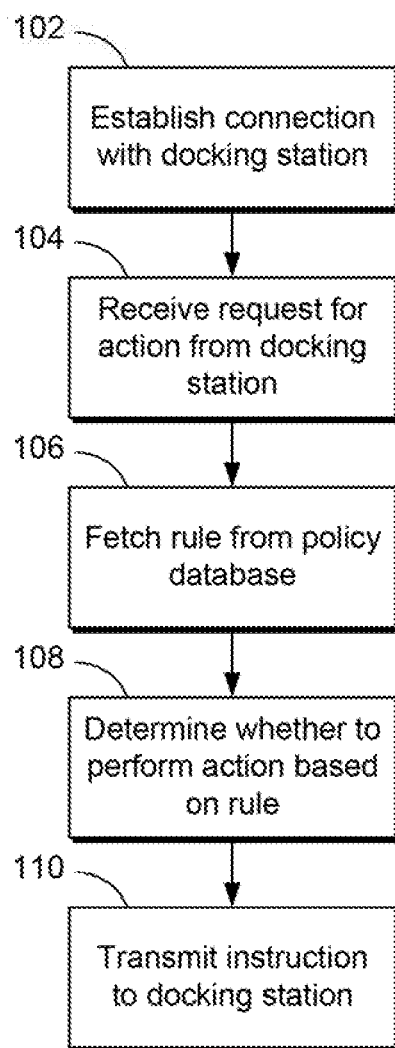 102
Establish connection
with docking station
104
Receive request for
action from docking
station
106
Fetch rule from policy
database
108
Determine whether to
perform action based
on rule
110
Transmit instruction
to docking station